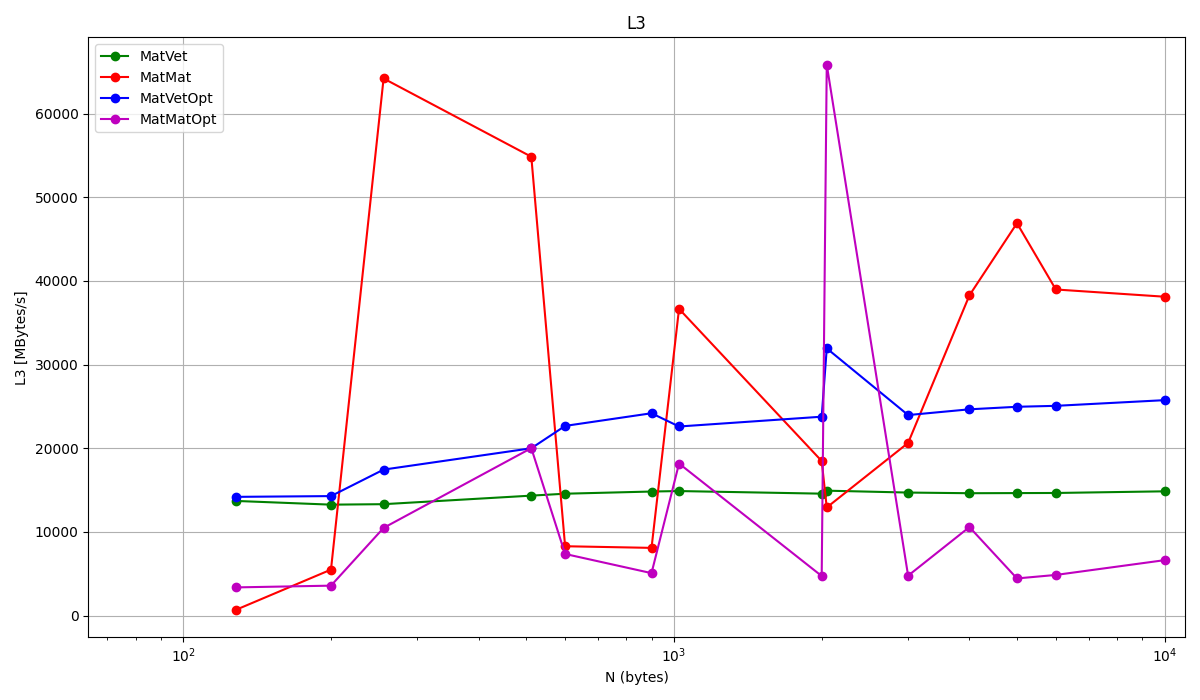 L3
MatVet
MatMat
MatVetOpt
MatMatOpt
L3 [MBytes/s]
60000
50000
40000
30000
20000
10000
0
10²
10³
10⁴
N (bytes)